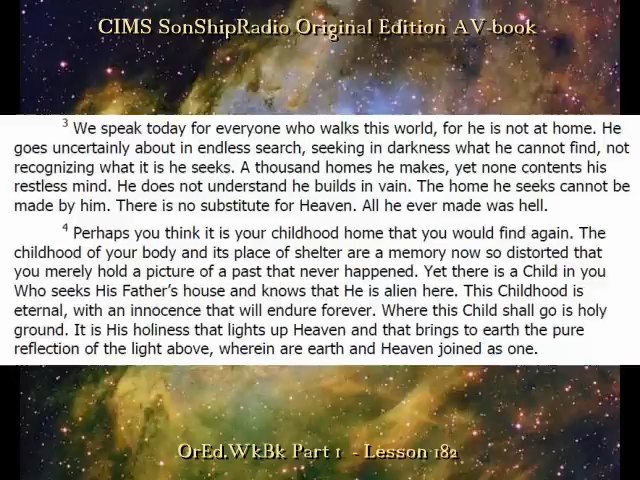 CIMS SonShipRadio Original Edition AV-book
3 We speak today for everyone who walks this world, for he is not at home. He
goes uncertainly about in endless search, seeking in darkness what he cannot find, not
recognizing what it is he seeks. A thousand homes he makes, yet none contents his
restless mind. He does not understand he builds in vain. The home he seeks cannot be
made by him. There is no substitute for Heaven. All he ever made was hell.
4 Perhaps you think it is your childhood home that you would find again. The
childhood of your body and its place of shelter are a memory now so distorted that
you merely hold a picture of a past that never happened. Yet there is a Child in you
Who seeks His Father’s house and knows that He is alien here. This Childhood is
eternal, with an innocence that will endure forever. Where this Child shall go is holy
ground. It is His holiness that lights up Heaven and that brings to earth the pure
reflection of the light above, wherein are earth and Heaven joined as one.
OrEd.WkBk Part 1 - Lesson 182